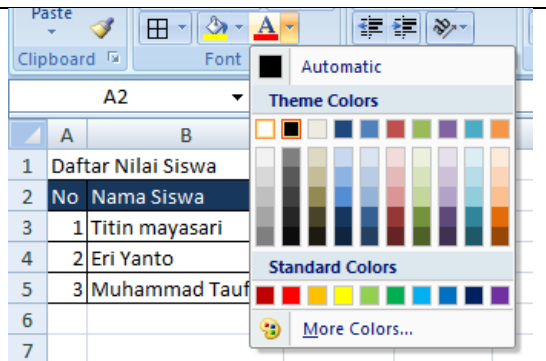 Paste
Clipboard
Font
A
Automatic
A2
Theme Colors
A B
1 Daftar Nilai Siswa
2 No Nama Siswa
3 1 Titin mayasari
4 2 Eri Yanto
5 3 Muhammad Tauf
6
7
Standard Colors
More Colors...